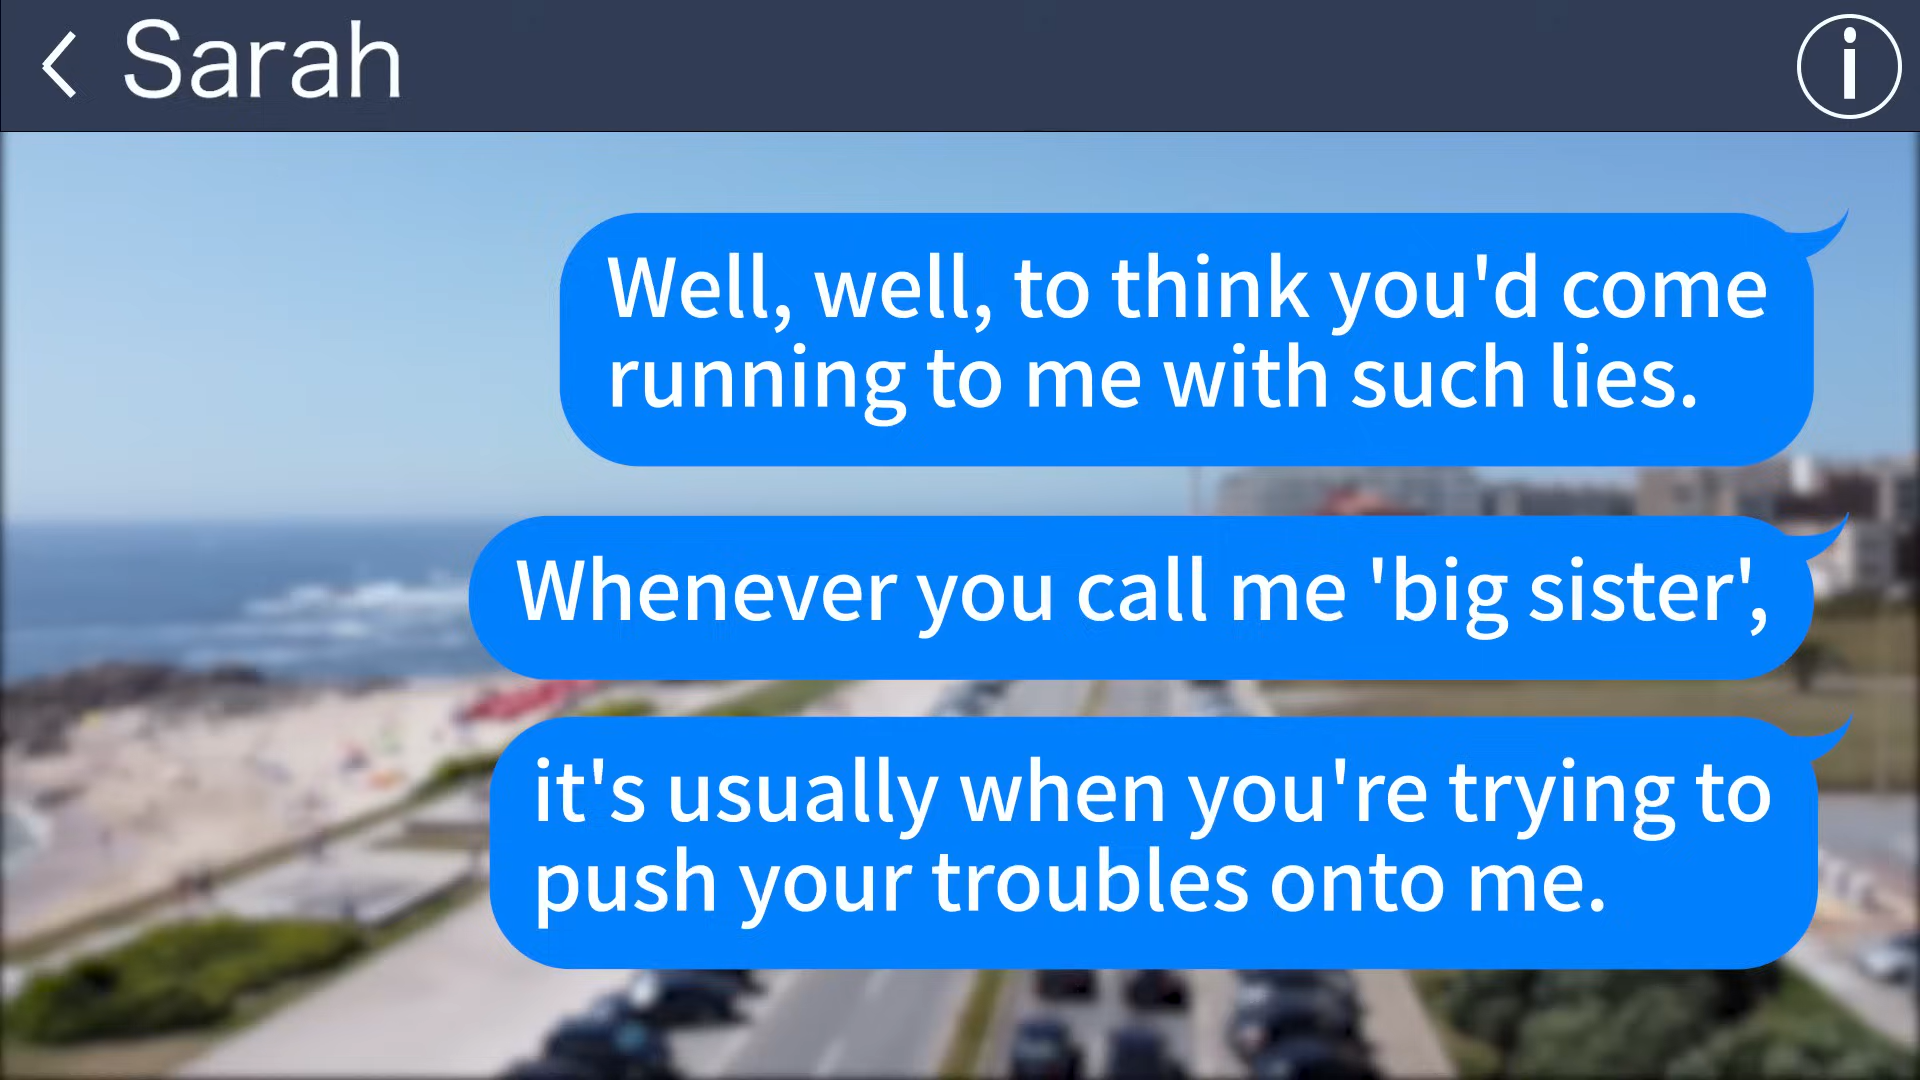 Sarah
Well, well, to think you'd come
running to me with such lies.
Whenever you call me 'big sister',
it's usually when you're trying to
push your troubles onto me.